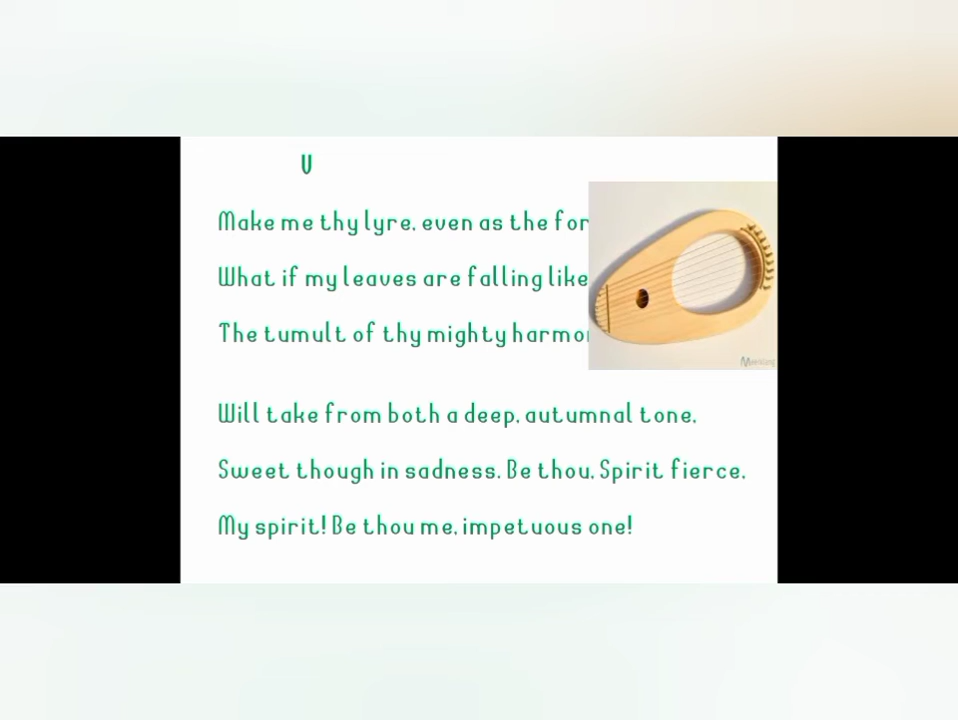 V
Make me thy lyre, even as the for
What if my leaves are falling like
The tumult of thy mighty harmo
Will take from both a deep, autumnal tone,
Sweet though in sadness. Be thou, Spirit fierce,
My spirit! Be thou me, impetuous one!